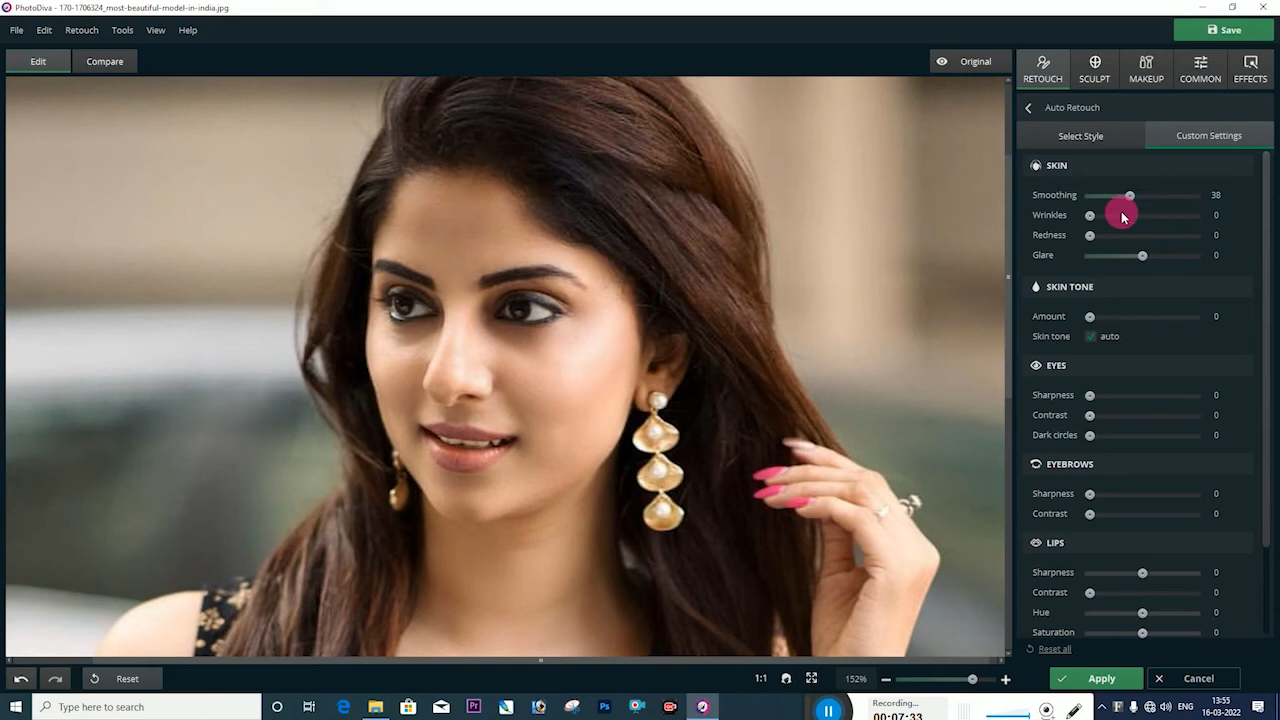 PhotoDiva - 170-1706324_most-beautiful-model-in-india.jpg
File Edit Retouch Tools View Help
Save
Edit Compare
Original
RETOUCH SCULPT MAKEUP COMMON EFFECTS
Auto Retouch
Select Style Custom Settings
SKIN
Smoothing 38
Wrinkles 0
Redness 0
Glare 0
SKIN TONE
Amount 0
Skin tone auto
EYES
Sharpness 0
Contrast 0
Dark circles 0
EYEBROWS
Sharpness 0
Contrast 0
LIPS
Sharpness 0
Contrast 0
Hue 0
Saturation 0
Reset all
Reset
1:1
152%
Apply Cancel
Type here to search
Pr
Ps
Recording...
00:07:33
13:55
16-03-2022